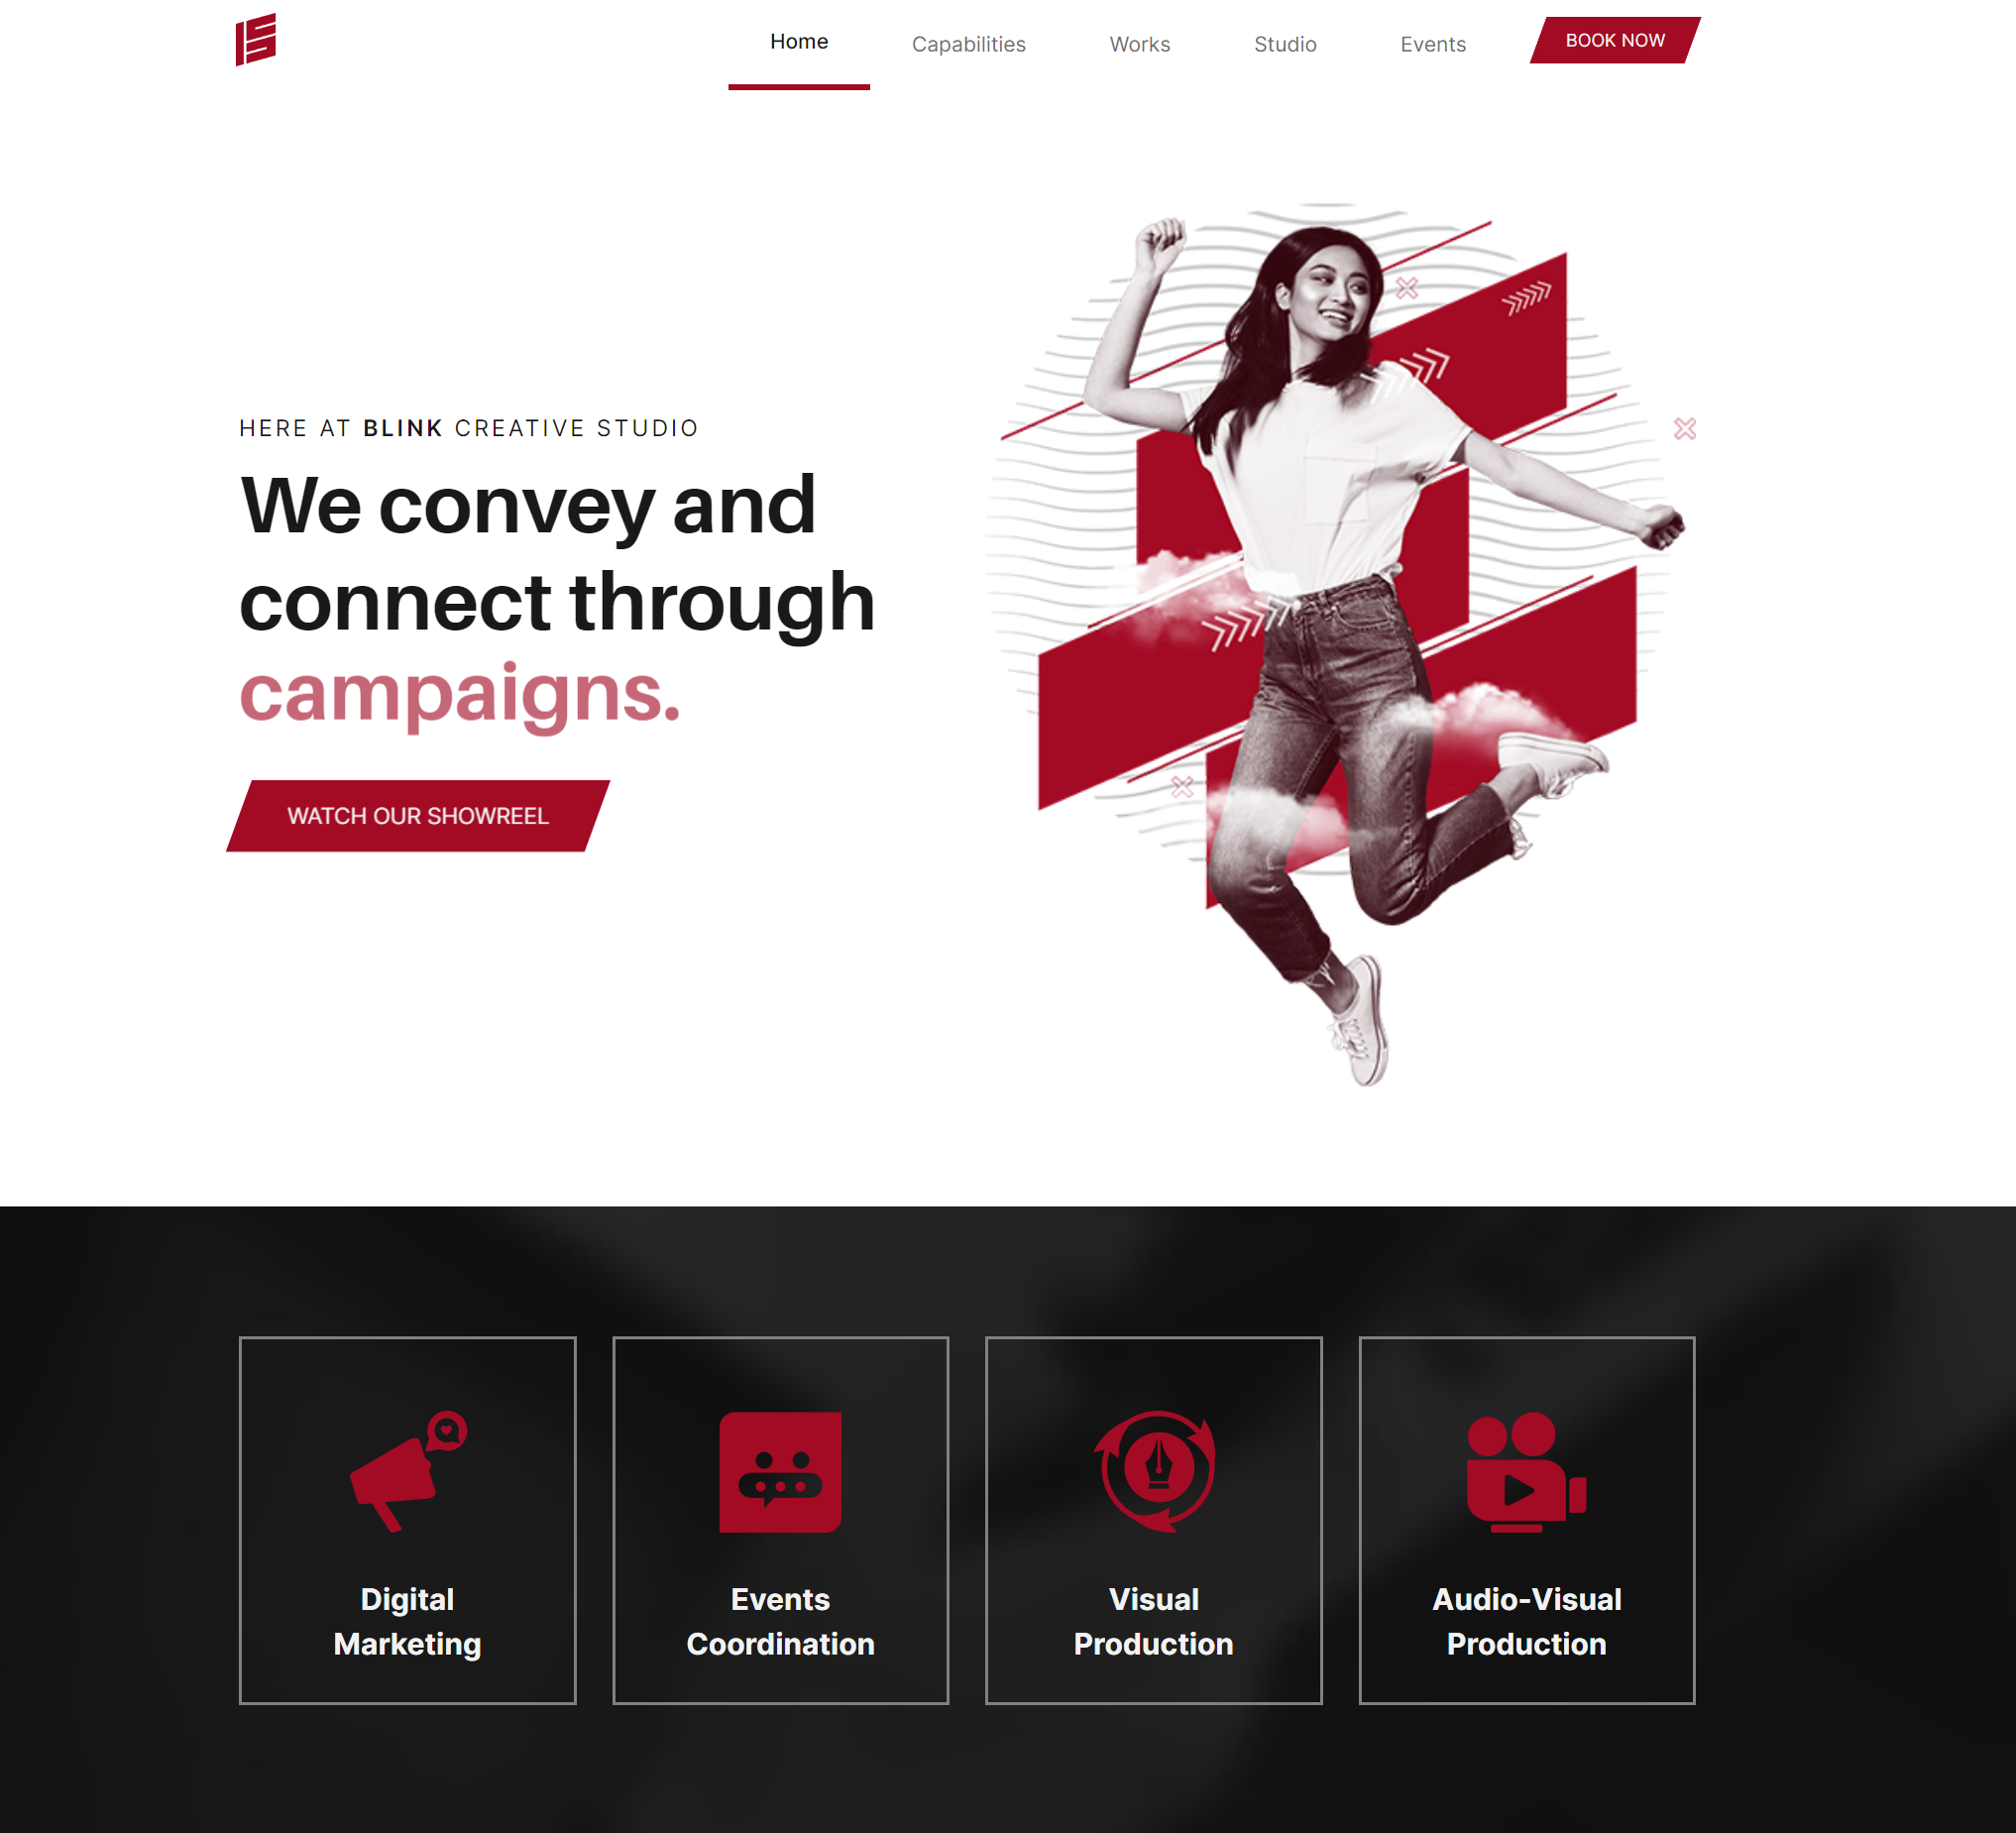 Home
Capabilities
Works
Studio
Events
BOOK NOW
HERE AT BLINK CREATIVE STUDIO
We convey and
connect through
campaigns.
WATCH OUR SHOWREEL
Digital
Marketing
Events
Coordination
Visual
Production
Audio-Visual
Production